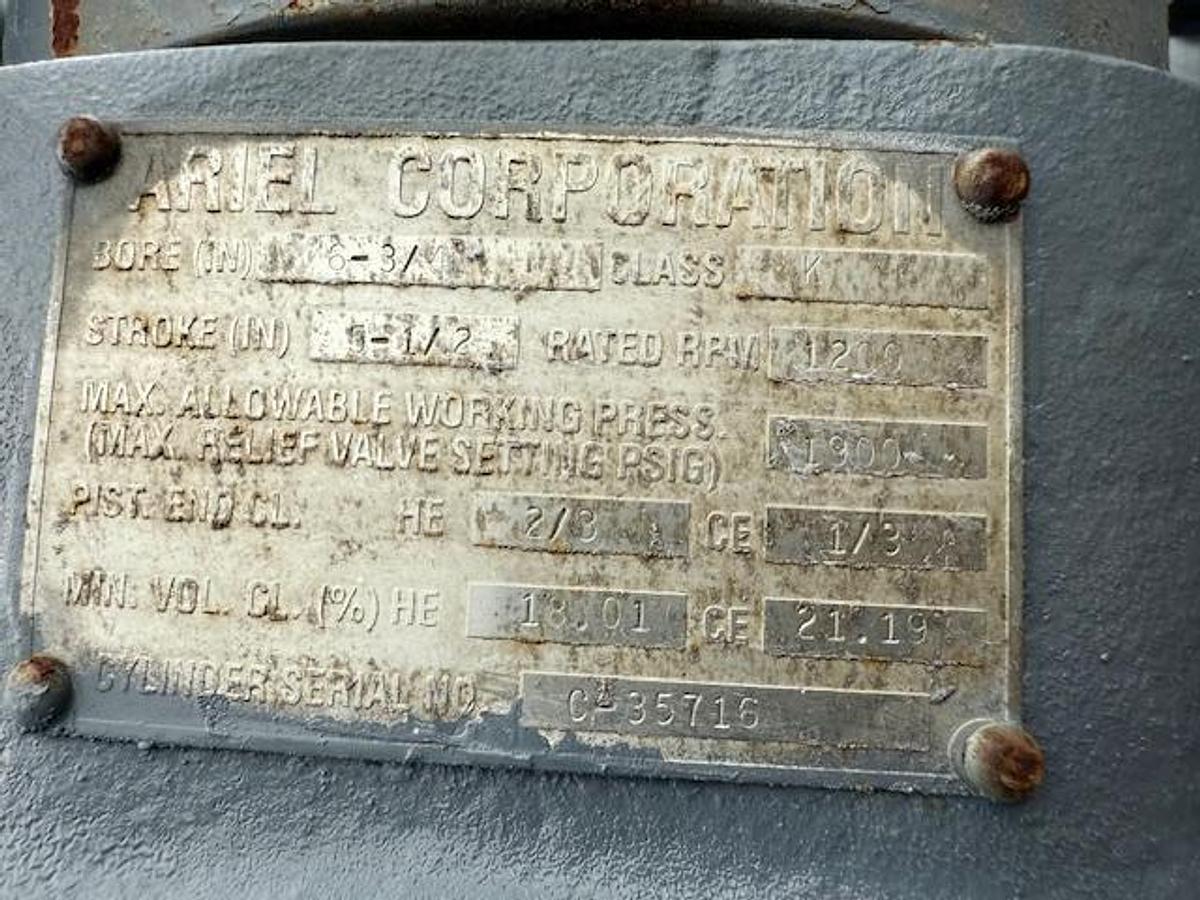 ARIEL CORPORATION
BORE (IN) 6-3/4 CLASS K
STROKE (IN) RATED RPM 1200
MAX. ALLOWABLE WORKING PRESS. 1900
(MAX. RELIEF VALVE SETTING PSIG)
PIST. END CL. HE 2/3 CE 1/3
MIN. VOL. CL. (%) HE 18.01 CE 21.19
CYLINDER SERIAL NO. C-35716